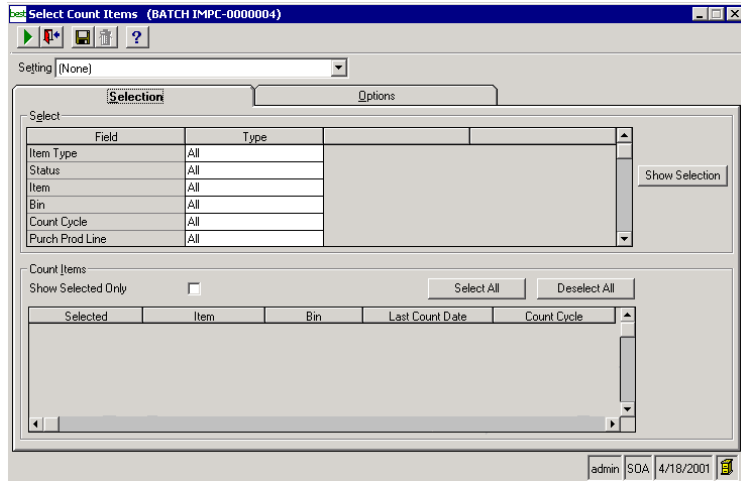 best Select Count Items (BATCH IMPC-0000004)
?
Setting (None)
Selection Options
Select
Field Type
Item Type All
Status All
Show Selection
Item All
Bin All
Count Cycle All
Purch Prod Line All
Count Items
Show Selected Only Select All Deselect All
Selected Item Bin Last Count Date Count Cycle
admin SOA 4/18/2001